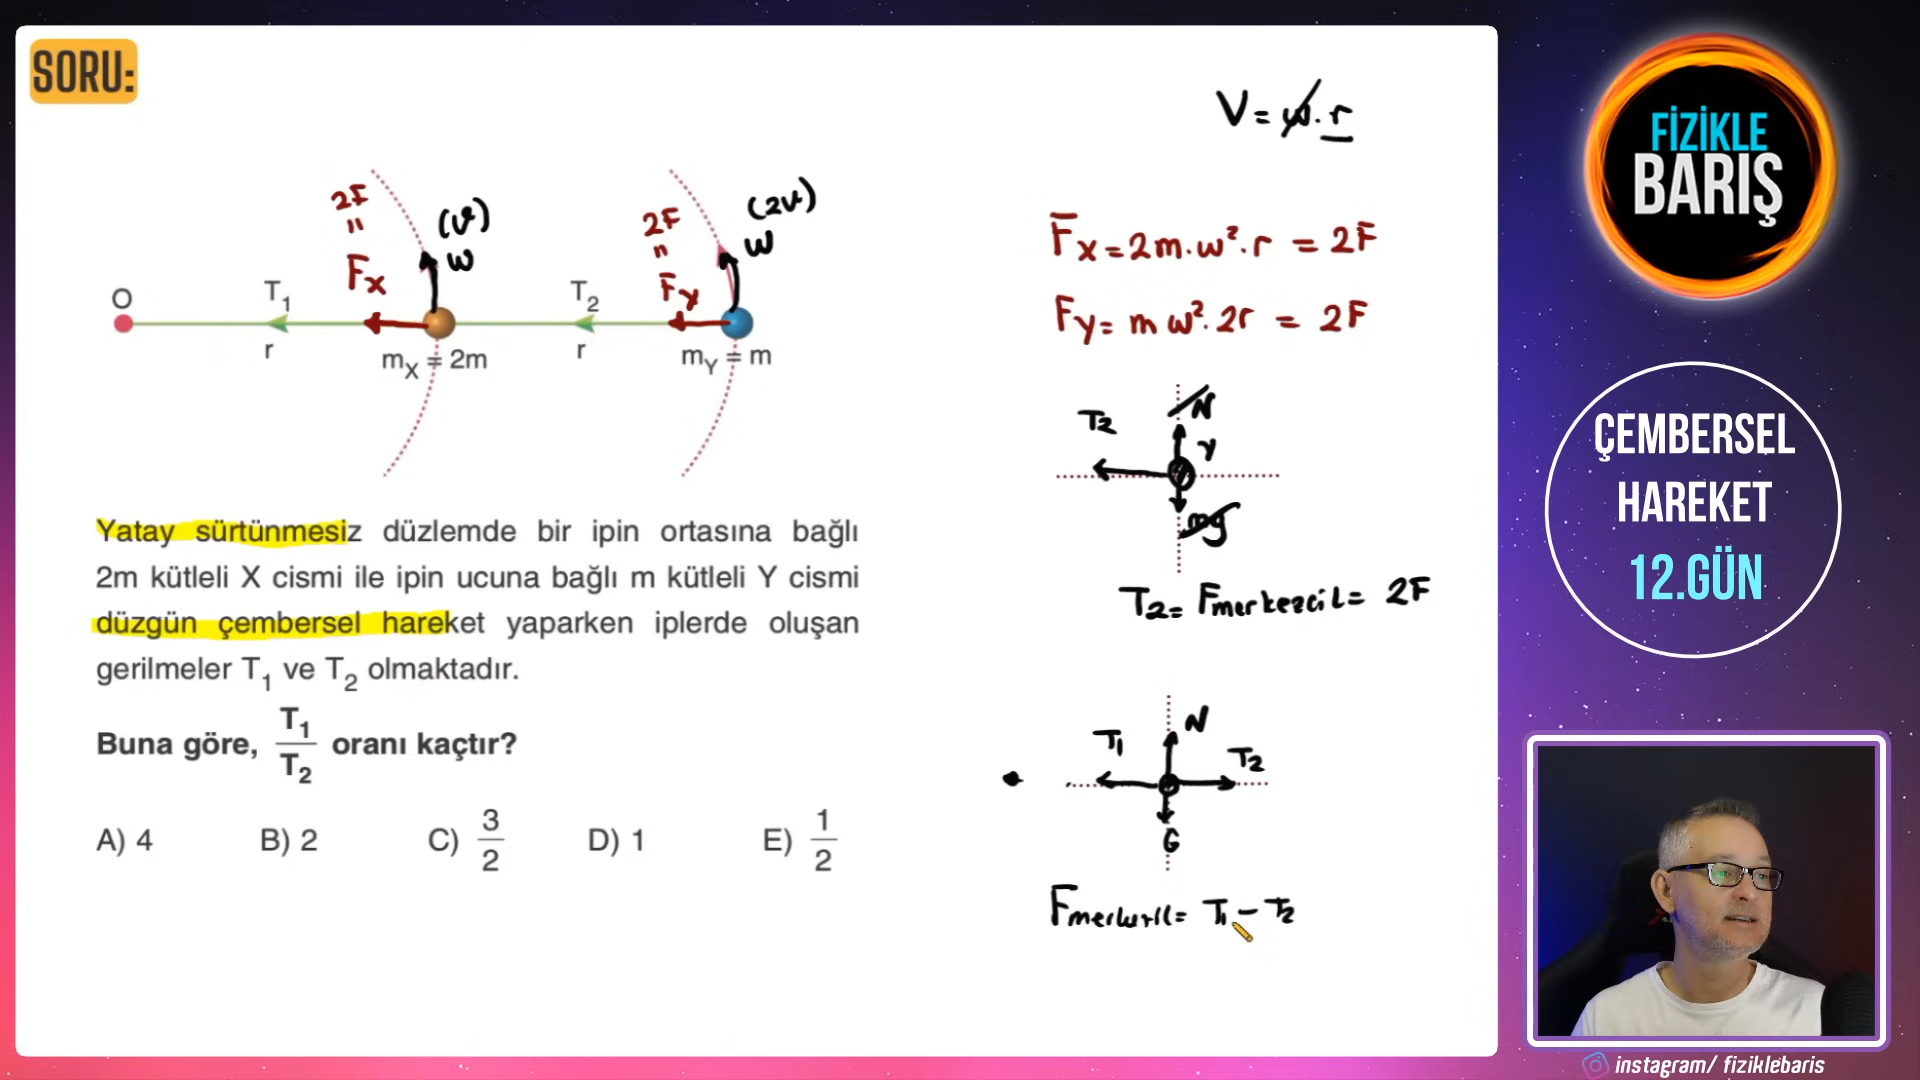 SORU:
V = ω . r
2F = Fx
(v)
w
2F = Fy
(2v)
w
O
T1
T2
r
mX = 2m
r
mY = m
Fx = 2m.w².r = 2F
Fy = m w².2r = 2F
N
T2
Y
mg
T2 = Fmerkezcil = 2F
Yatay sürtünmesiz düzlemde bir ipin ortasına bağlı
2m kütleli X cismi ile ipin ucuna bağlı m kütleli Y cismi
düzgün çembersel hareket yaparken iplerde oluşan
gerilmeler T1 ve T2 olmaktadır.
Buna göre, T1/T2 oranı kaçtır?
A) 4 B) 2 C) 3/2 D) 1 E) 1/2
N
T1
T2
G
= T1 - T2
FİZİKLE
BARIŞ
ÇEMBERSEL
HAREKET
12.GÜN
instagram/ fiziklebaris